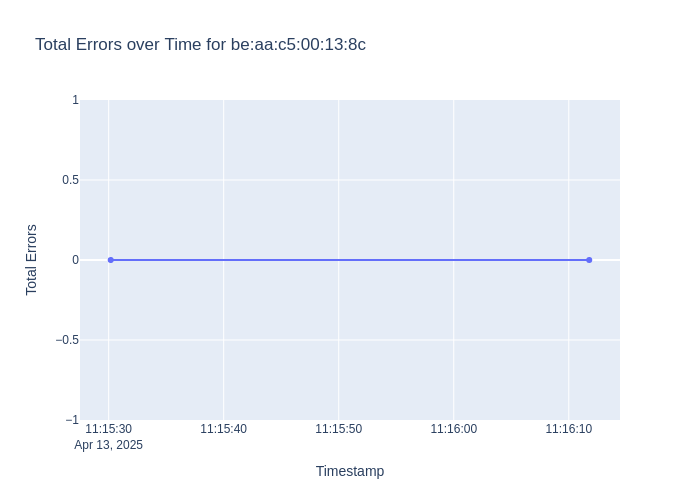 Total Errors over Time for be:aa:c5:00:13:8c
1
0.5
0
−0.5
−1
Total Errors
11:15:30
Apr 13, 2025
11:15:40
11:15:50
11:16:00
11:16:10
Timestamp